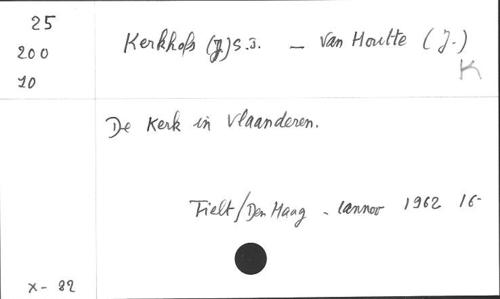 25
200
10
Kerkhofs (J.) S.J. - Van Houtte (J.)
K
De Kerk in Vlaanderen.
Tielt/Den Haag - Lannoo 1962 16-
X- 82